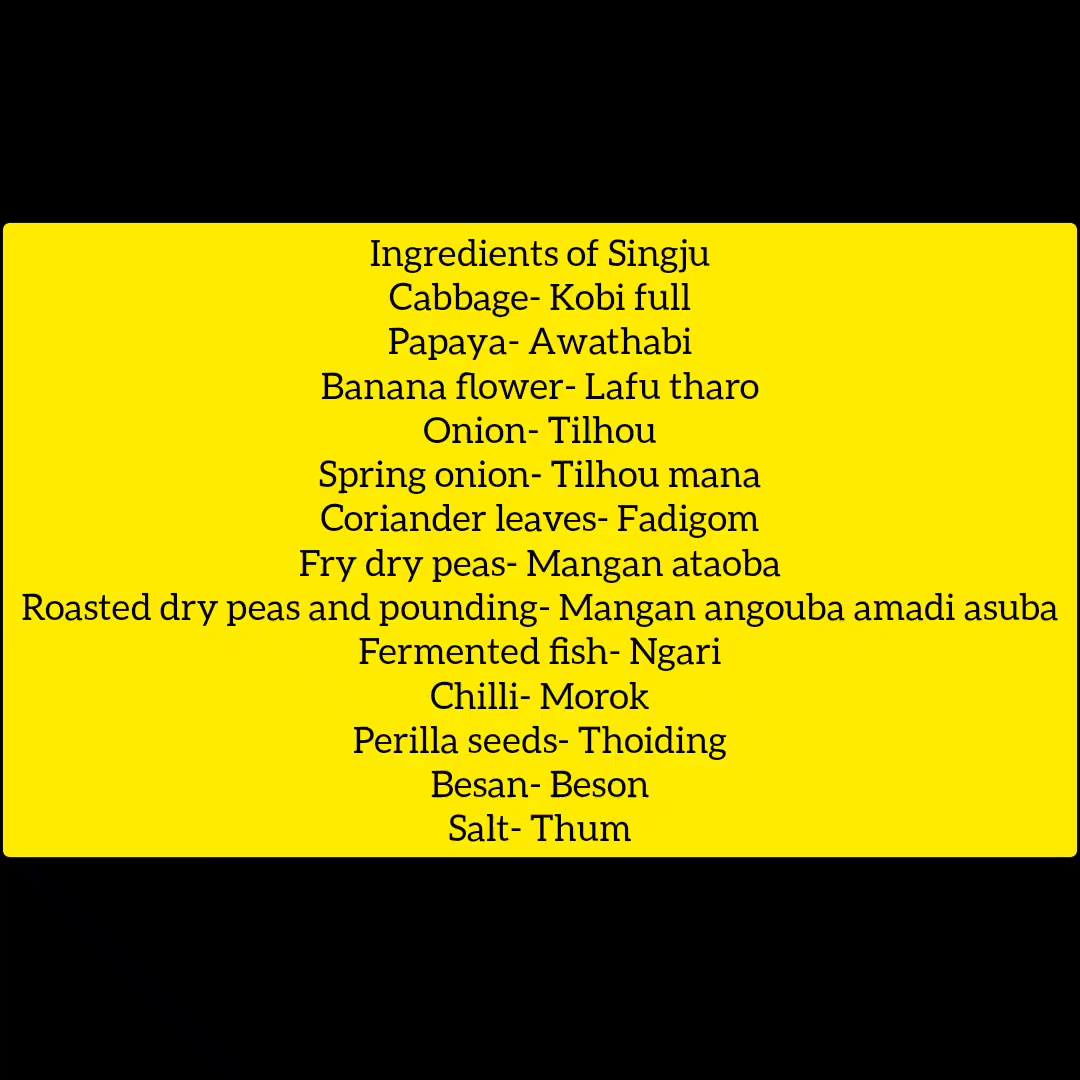 Ingredients of Singju
Cabbage- Kobi full
Papaya- Awathabi
Banana flower- Lafu tharo
Onion- Tilhou
Spring onion- Tilhou mana
Coriander leaves- Fadigom
Fry dry peas- Mangan ataoba
Roasted dry peas and pounding- Mangan angouba amadi asuba
Fermented fish- Ngari
Chilli- Morok
Perilla seeds- Thoiding
Besan- Beson
Salt- Thum